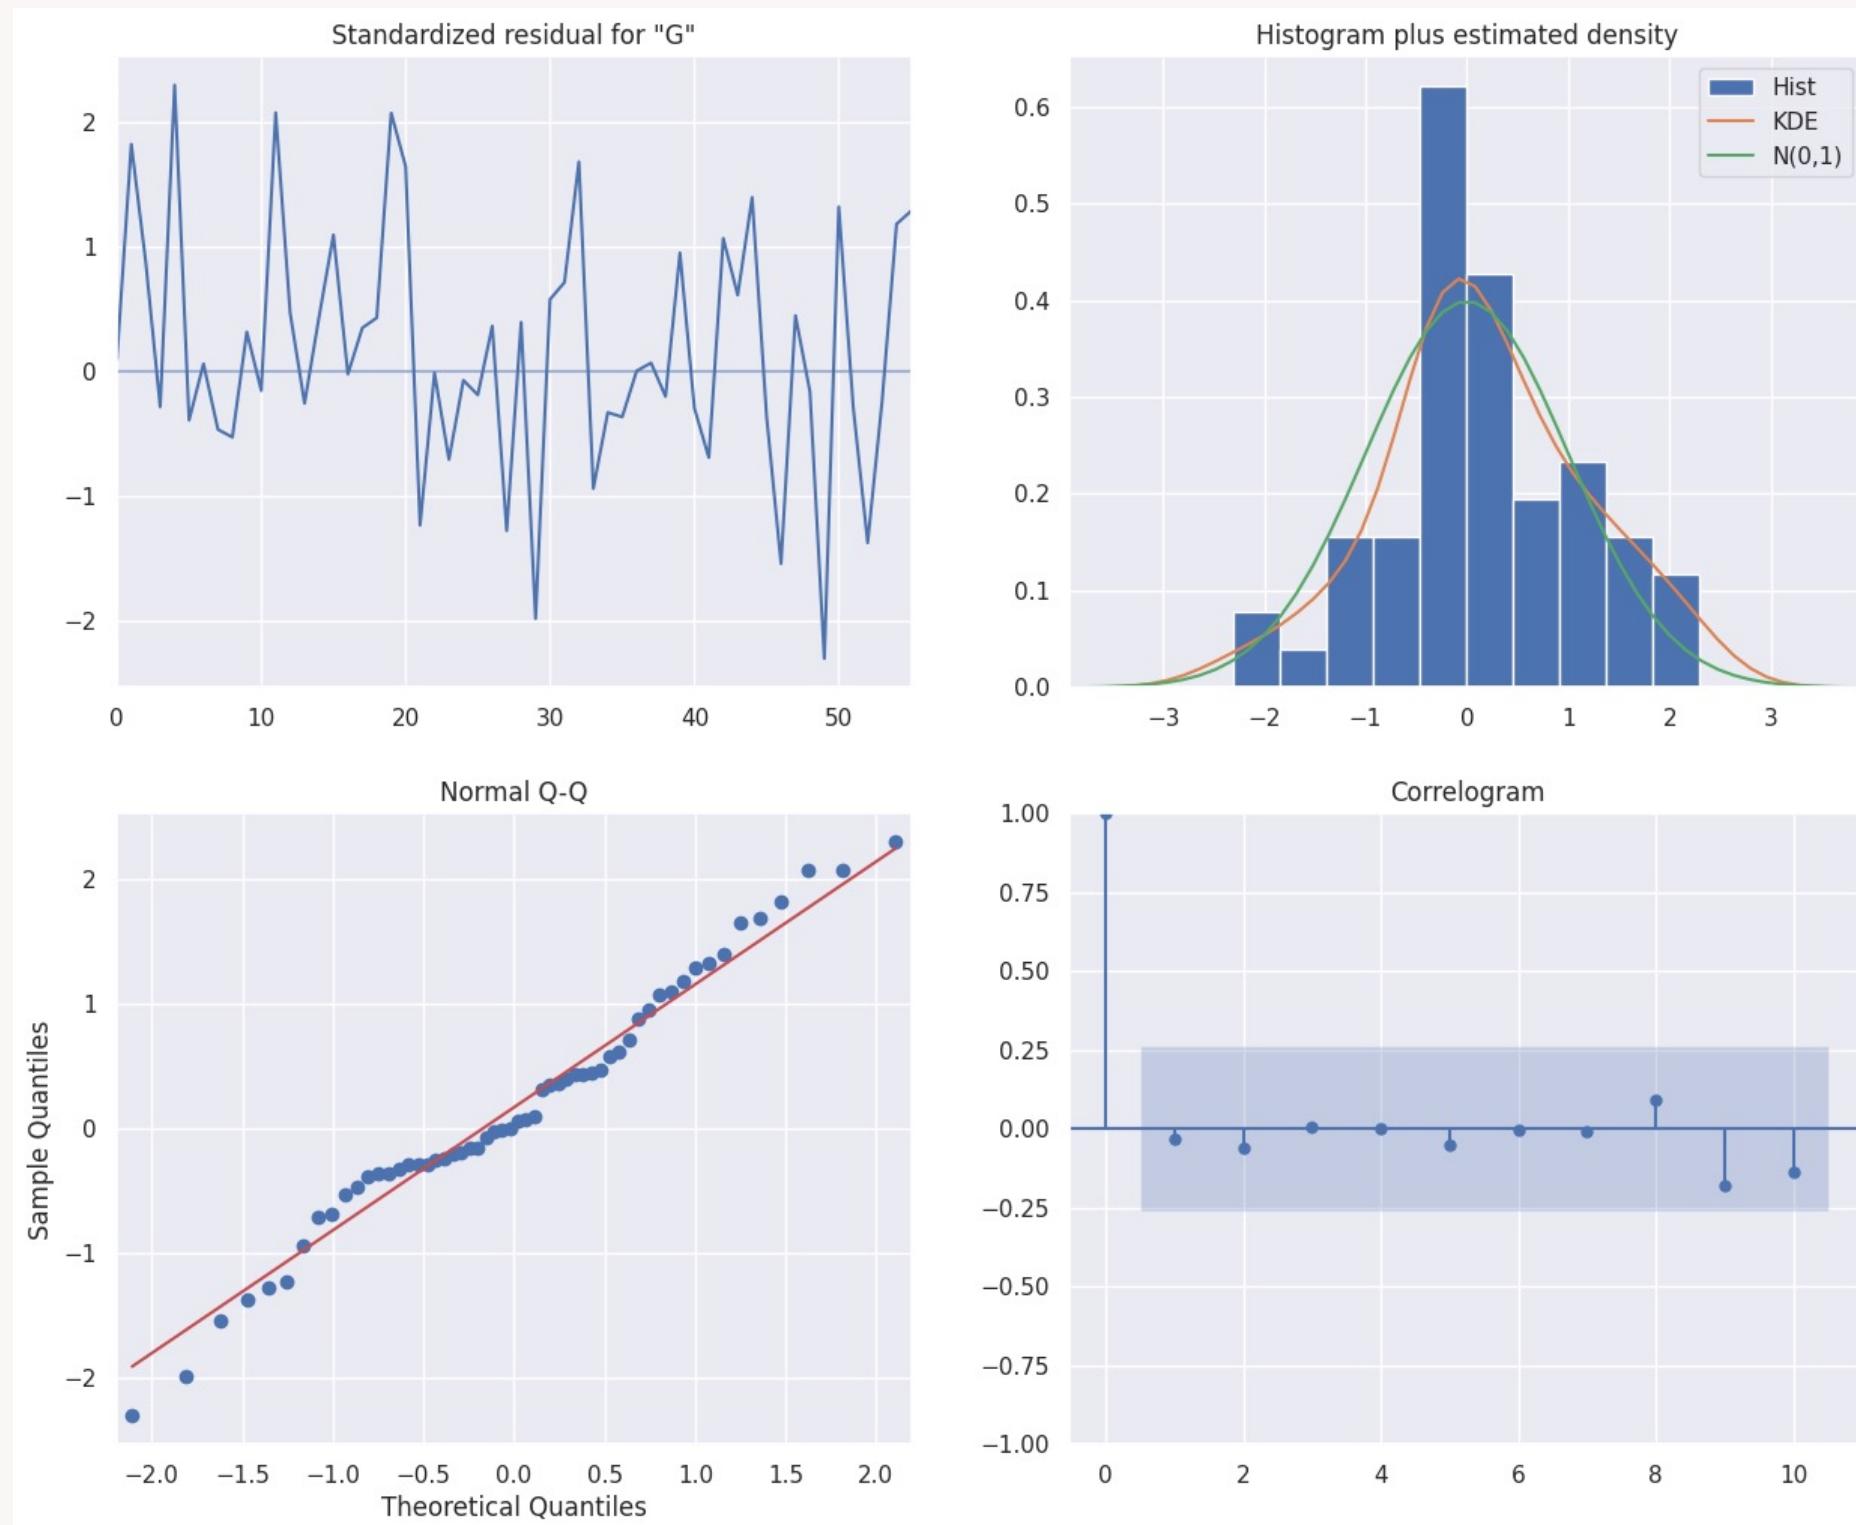 Standardized residual for "G"
2
1
0
−1
−2
0 10 20 30 40 50
Histogram plus estimated density
Hist
KDE
N(0,1)
0.6
0.5
0.4
0.3
0.2
0.1
0.0
−3 −2 −1 0 1 2 3
Normal Q-Q
Sample Quantiles
2
1
0
−1
−2
−2.0 −1.5 −1.0 −0.5 0.0 0.5 1.0 1.5 2.0
Theoretical Quantiles
Correlogram
1.00
0.75
0.50
0.25
0.00
−0.25
−0.50
−0.75
−1.00
0 2 4 6 8 10